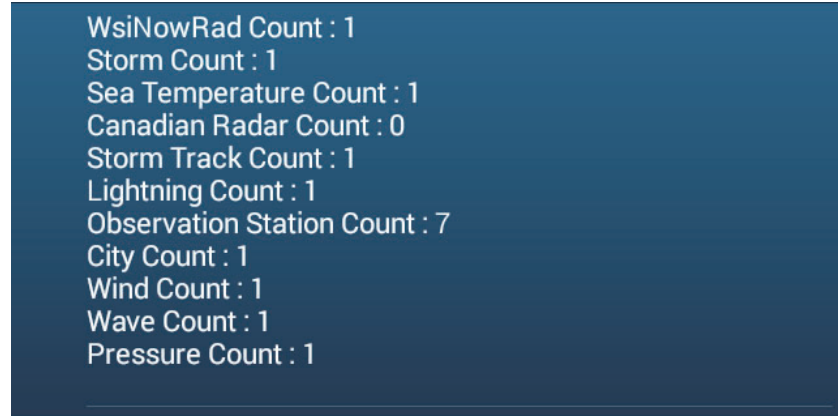 WsiNowRad Count : 1
Storm Count : 1
Sea Temperature Count : 1
Canadian Radar Count : 0
Storm Track Count : 1
Lightning Count : 1
Observation Station Count : 7
City Count : 1
Wind Count : 1
Wave Count : 1
Pressure Count : 1